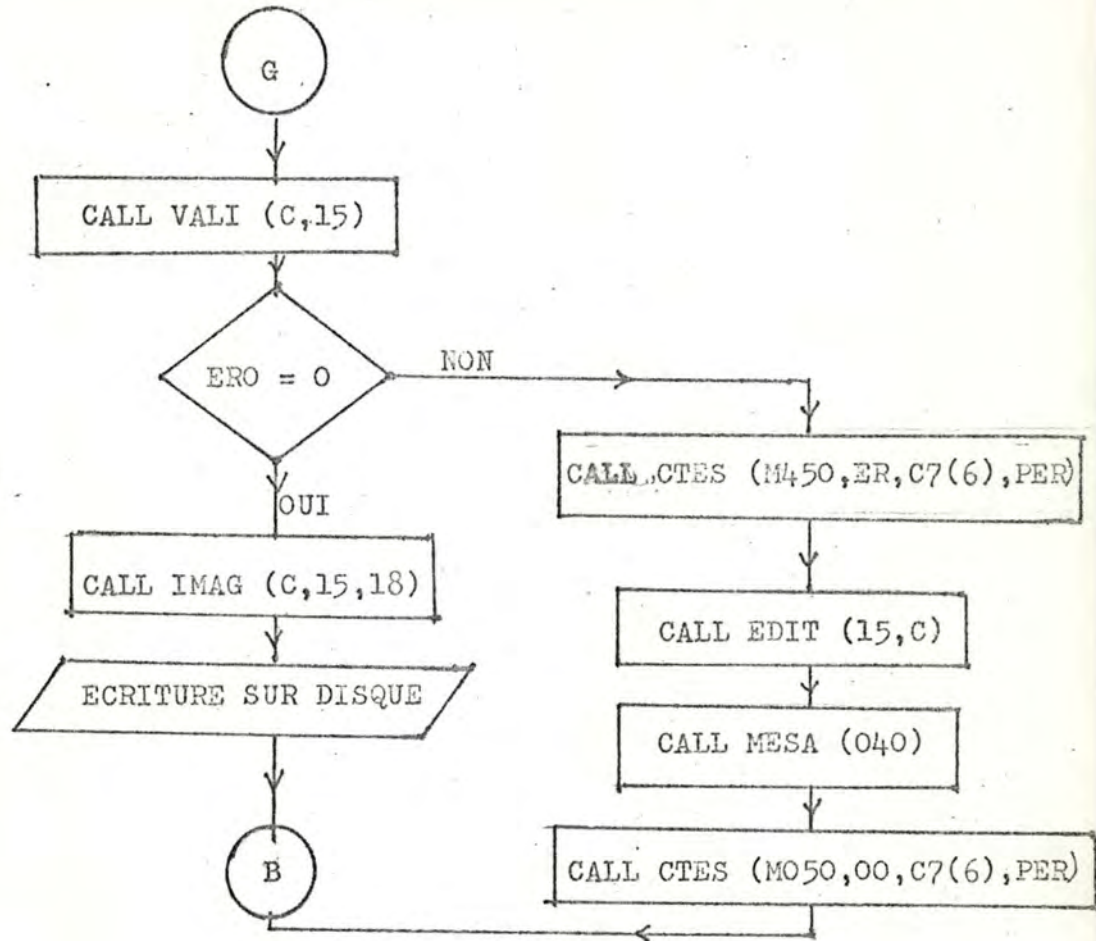 G
CALL VALI (C,15)
ERO = 0
NON
OUI
CALL CTES (M450,ER,C7(6),PER)
CALL IMAG (C,15,18)
CALL EDIT (15,C)
ECRITURE SUR DISQUE
CALL MESA (040)
B
CALL CTES (M050,00,C7(6),PER)